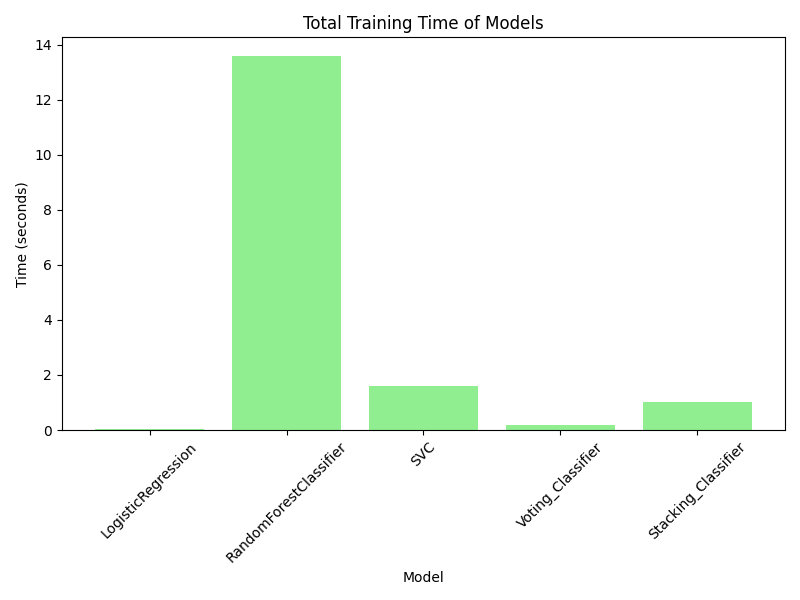 Total Training Time of Models
Time (seconds)
14
12
10
8
6
4
2
0
LogisticRegression
RandomForestClassifier
SVC
Voting_Classifier
Stacking_Classifier
Model